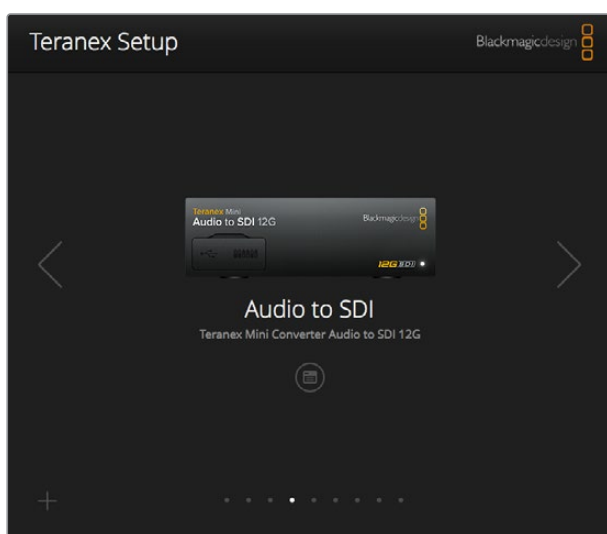 Teranex Setup
Blackmagicdesign
Teranex Mini
Audio to SDI 12G
Blackmagicdesign
12G SDI
Audio to SDI
Teranex Mini Converter Audio to SDI 12G